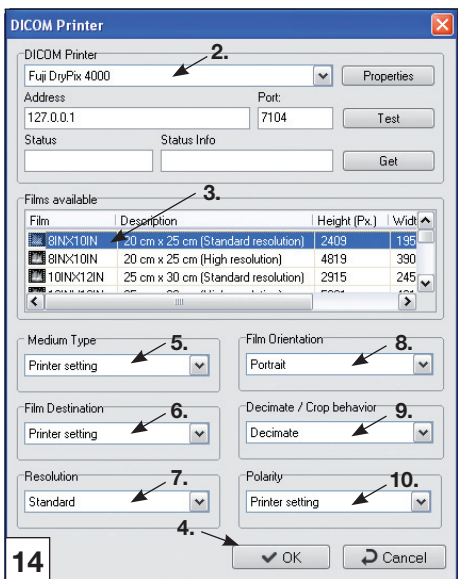 DICOM Printer
DICOM Printer 2.
Fuji DryPix 4000 Properties
Address Port:
127.0.0.1 7104 Test
Status Status Info
Get
Films available 3.
Film Description Height (Px.) Widt
8INX10IN 20 cm x 25 cm (Standard resolution) 2409 195
8INX10IN 20 cm x 25 cm (High resolution) 4819 390
10INX12IN 25 cm x 30 cm (Standard resolution) 2915 245
Medium Type 5. Film Orientation 8.
Printer setting Portrait
Film Destination 6. Decimate / Crop behavior 9.
Printer setting Decimate
Resolution 7. Polarity 10.
Standard Printer setting
4.
14 OK Cancel